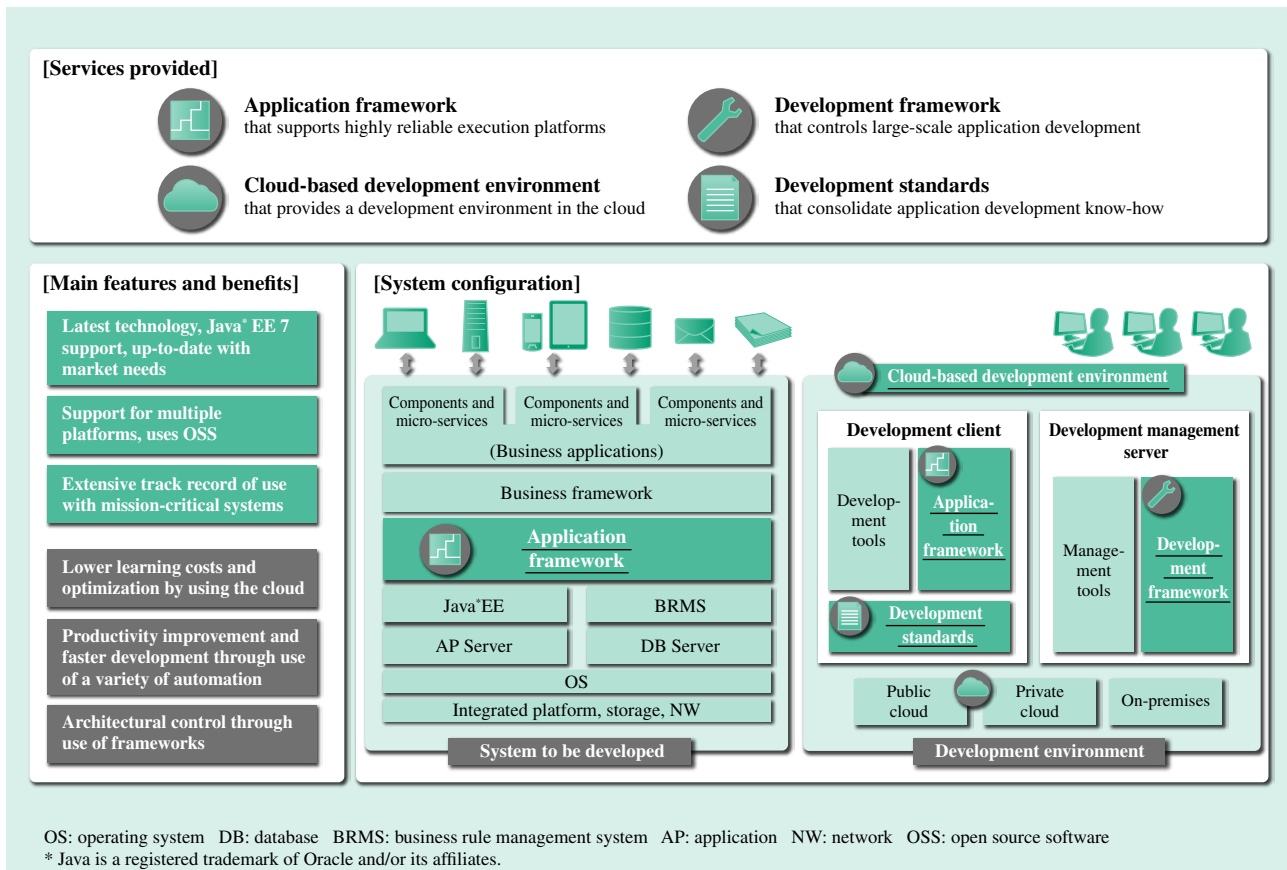 [Services provided]
Application framework
that supports highly reliable execution platforms
Development framework
that controls large-scale application development
Cloud-based development environment
that provides a development environment in the cloud
Development standards
that consolidate application development know-how
[Main features and benefits]
Latest technology, Java* EE 7
support, up-to-date with
market needs
Support for multiple
platforms, uses OSS
Extensive track record of use
with mission-critical systems
Lower learning costs and
optimization by using the cloud
Productivity improvement and
faster development through use
of a variety of automation
Architectural control through
use of frameworks
[System configuration]
Components and
micro-services
Components and
micro-services
Components and
micro-services
(Business applications)
Business framework
Application
framework
Java*EE
BRMS
AP Server
DB Server
OS
Integrated platform, storage, NW
System to be developed
Cloud-based development environment
Development client
Develop-
ment
tools
Applica-
tion
framework
Development
standards
Development management
server
Manage-
ment
tools
Develop-
ment
framework
Public
cloud
Private
cloud
On-premises
Development environment
OS: operating system DB: database BRMS: business rule management system AP: application NW: network OSS: open source software
* Java is a registered trademark of Oracle and/or its affiliates.